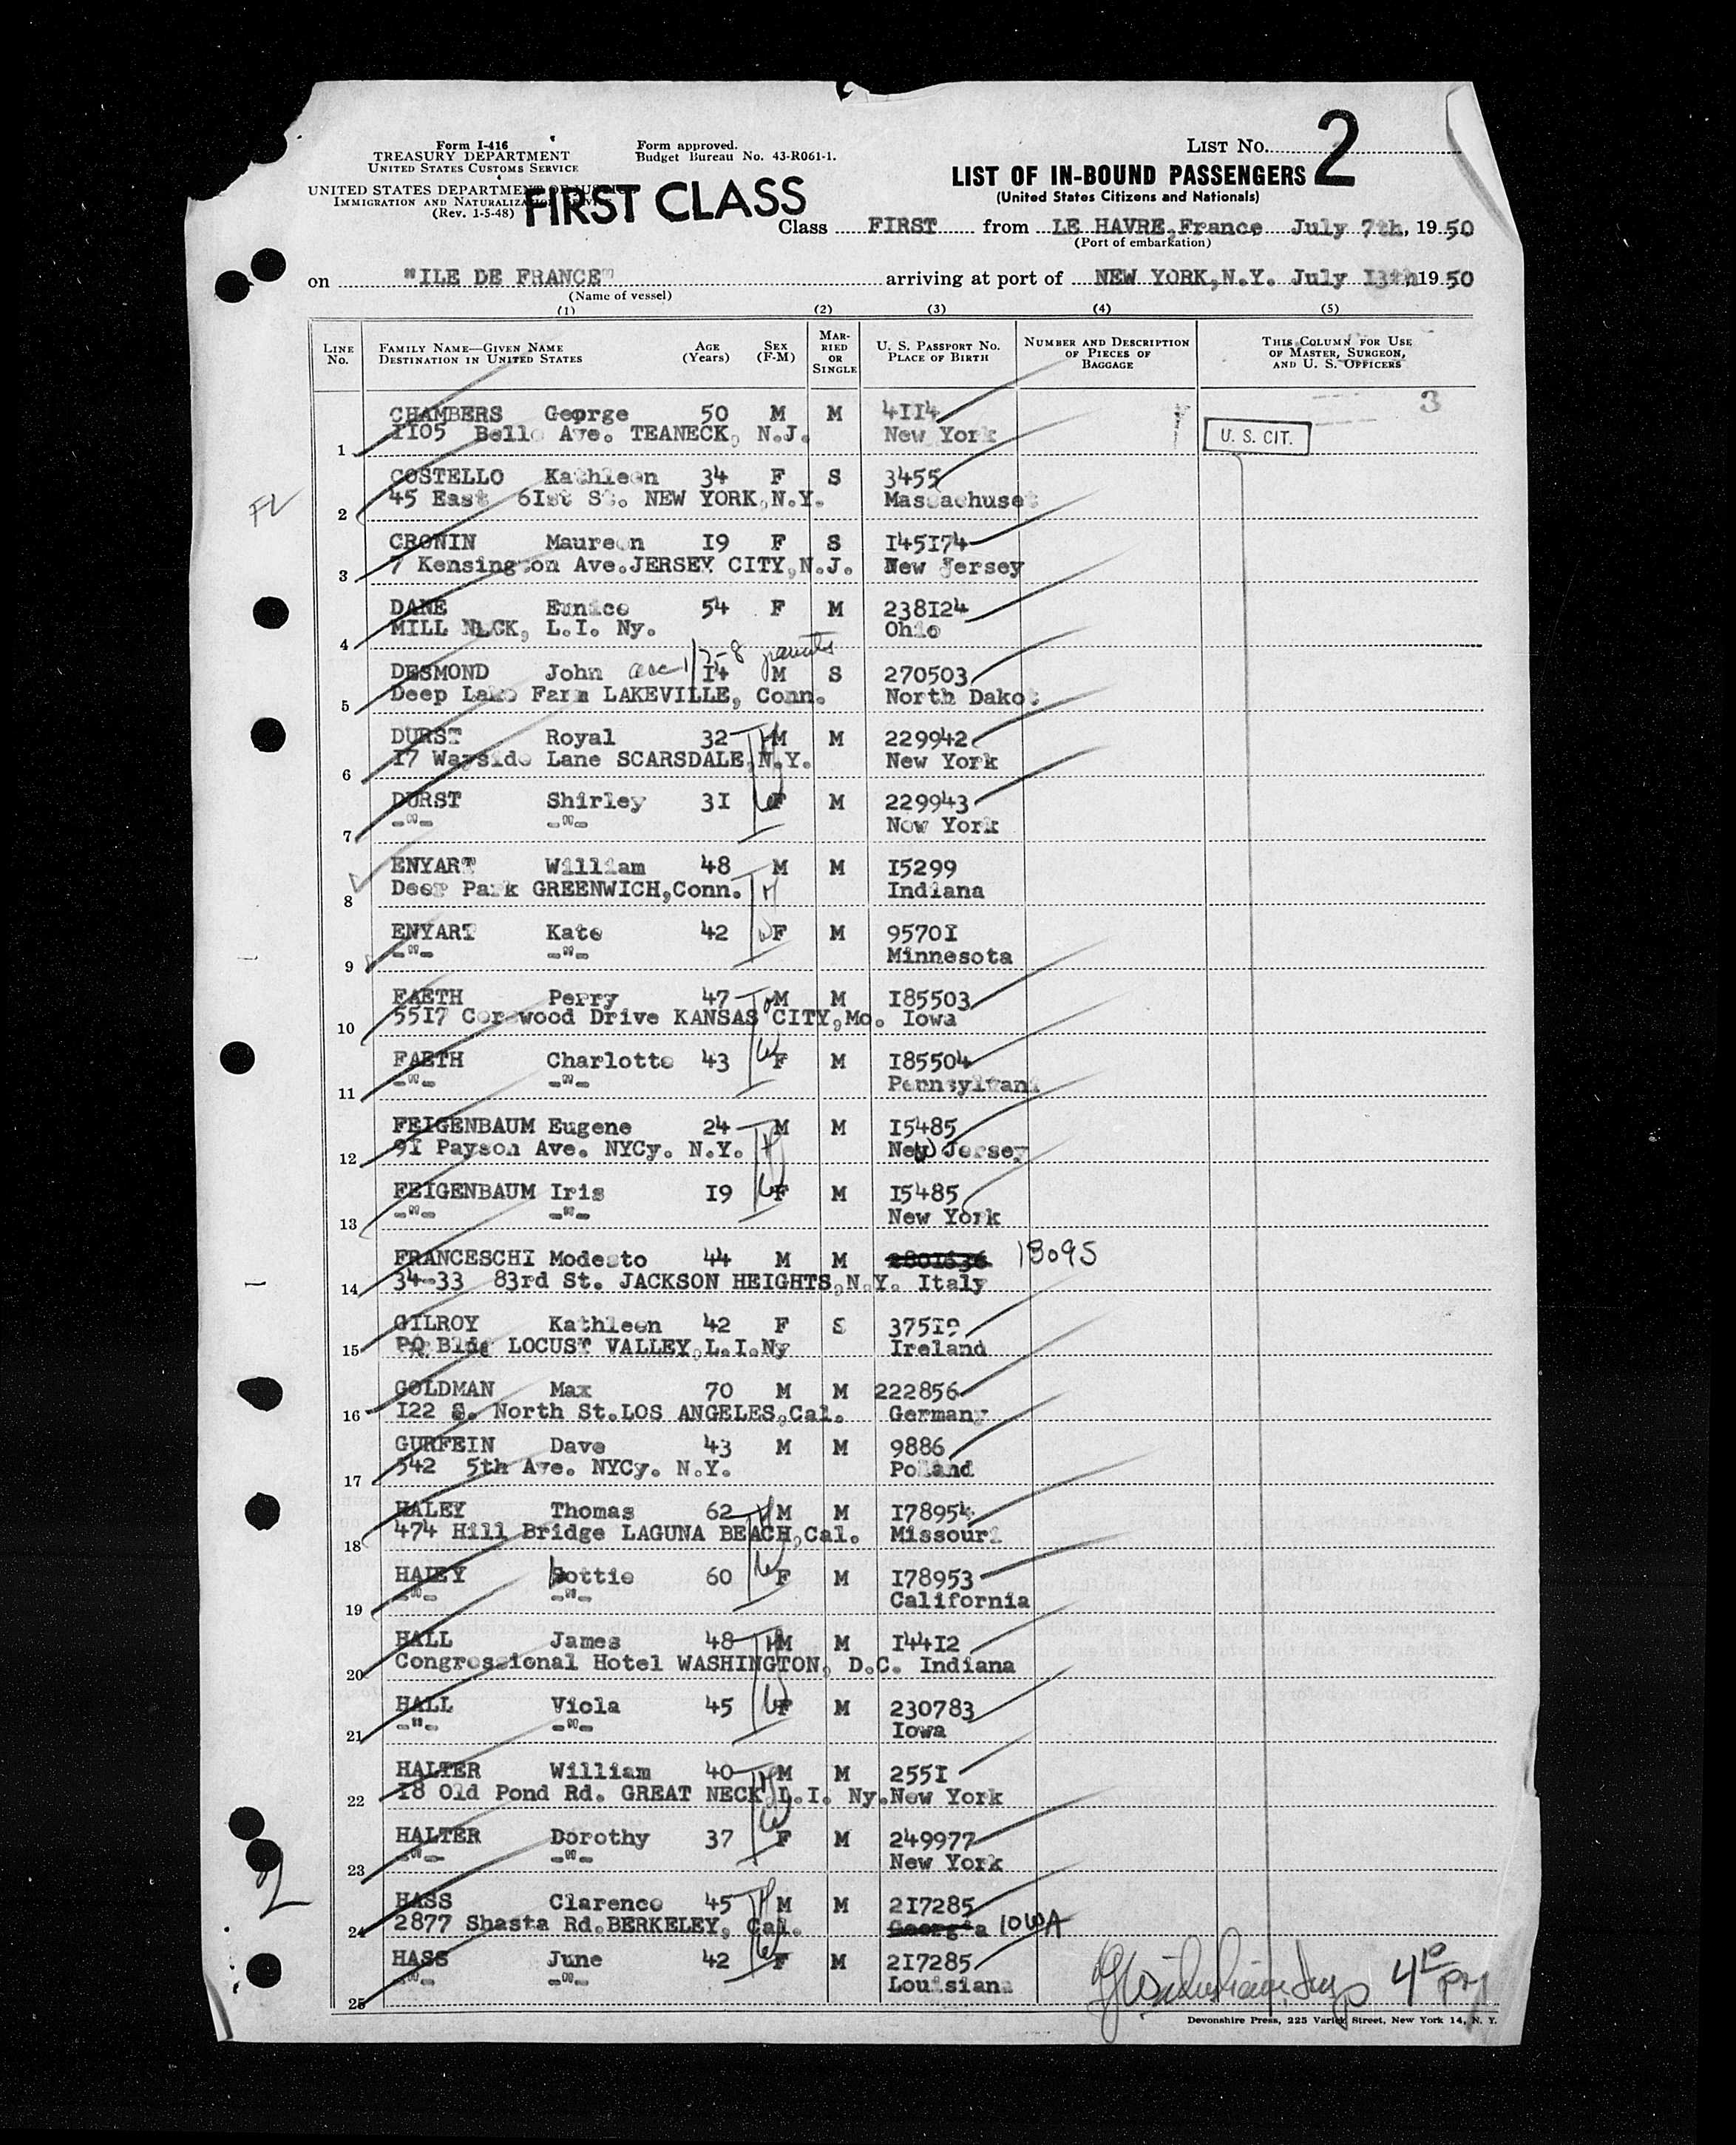 Form I-416
TREASURY DEPARTMENT
UNITED STATES CUSTOMS SERVICE
UNITED STATES DEPARTMENT OF JUSTICE
IMMIGRATION AND NATURALIZATION SERVICE
(Rev. 1-5-48)
Form approved.
Budget Bureau No. 43-R061-1.
FIRST CLASS
LIST No. 2
LIST OF IN-BOUND PASSENGERS
(United States Citizens and Nationals)
Class FIRST from LE HAVRE,France July 7th, 1950
(Port of embarkation)
on "ILE DE FRANCE" arriving at port of NEW YORK,N.Y. July 13th 1950
(Name of vessel)
(1) (2) (3) (4) (5)
LINE No. FAMILY NAME—GIVEN NAME DESTINATION IN UNITED STATES AGE (Years) SEX (F-M) MARRIED OR SINGLE U. S. PASSPORT No. PLACE OF BIRTH NUMBER AND DESCRIPTION OF PIECES OF BAGGAGE THIS COLUMN FOR USE OF MASTER, SURGEON, AND U. S. OFFICERS
3
CHAMBERS George 50 M M 4114
1 1105 Belle Ave. TEANECK, N.J. New York U. S. CIT.
COSTELLO Kathleen 34 F S 3455
2 45 East 61st St. NEW YORK,N.Y. Massachuset
CRONIN Maureen 19 F S 145174
3 7 Kensington Ave.JERSEY CITY,N.J. New Jersey
DANE Eunice 54 F M 238124
4 MILL NECK, L.I. Ny. Ohio
DESMOND John 14 M S 270503
5 Deep Lake Farm LAKEVILLE, Conn. North Dakot
DURST Royal 32 M M 229942
6 17 Wayside Lane SCARSDALE,N.Y. New York
DURST Shirley 31 F M 229943
7 -"- -"- New York
ENYART William 48 M M 15299
8 Deer Park GREENWICH,Conn. Indiana
ENYART Kate 42 F M 95701
9 -"- -"- Minnesota
FAETH Perry 47 M M 185503
10 5517 wood Drive KANSAS CITY,Mo. Iowa
FAETH Charlotte 43 F M 185504
11 -"- -"- Pennsylvani
FEIGENBAUM Eugene 24 M M 15485
12 91 Payson Ave. NYCy. N.Y. New Jersey
FEIGENBAUM Iris 19 F M 15485
13 -"- -"- New York
FRANCESCHI Modesto 44 M M 2801636 13095
14 34-33 83rd St. JACKSON HEIGHTS,N.Y. Italy
GILROY Kathleen 42 F S 37519
15 PO Bldg LOCUST VALLEY,L.I.Ny Ireland
GOLDMAN Max 70 M M 222856
16 122 S. North St.LOS ANGELES,Cal. Germany
GURFEIN Dave 43 M M 9886
17 542 5th Ave. NYCy. N.Y. Poland
HALEY Thomas 62 M M 178954
18 474 Hill Bridge LAGUNA BEACH,Cal. Missouri
HALEY Lottie 60 F M 178953
19 -"- -"- California
HALL James 48 M M 14412
20 Congressional Hotel WASHINGTON, D.C. Indiana
HALL Viola 45 F M 230783
21 -"- -"- Iowa
HALTER William 40 M M 2551
22 18 Old Pond Rd. GREAT NECK L.I. Ny.New York
HALTER Dorothy 37 F M 249977
23 -"- -"- New York
HASS Clarence 45 M M 217285
24 2877 Shasta Rd.BERKELEY, Cal. Georgia IOWA
HASS June 42 F M 217285
25 -"- -"- Louisiana
4 PM
Devonshire Press, 225 Varick Street, New York 14, N. Y.